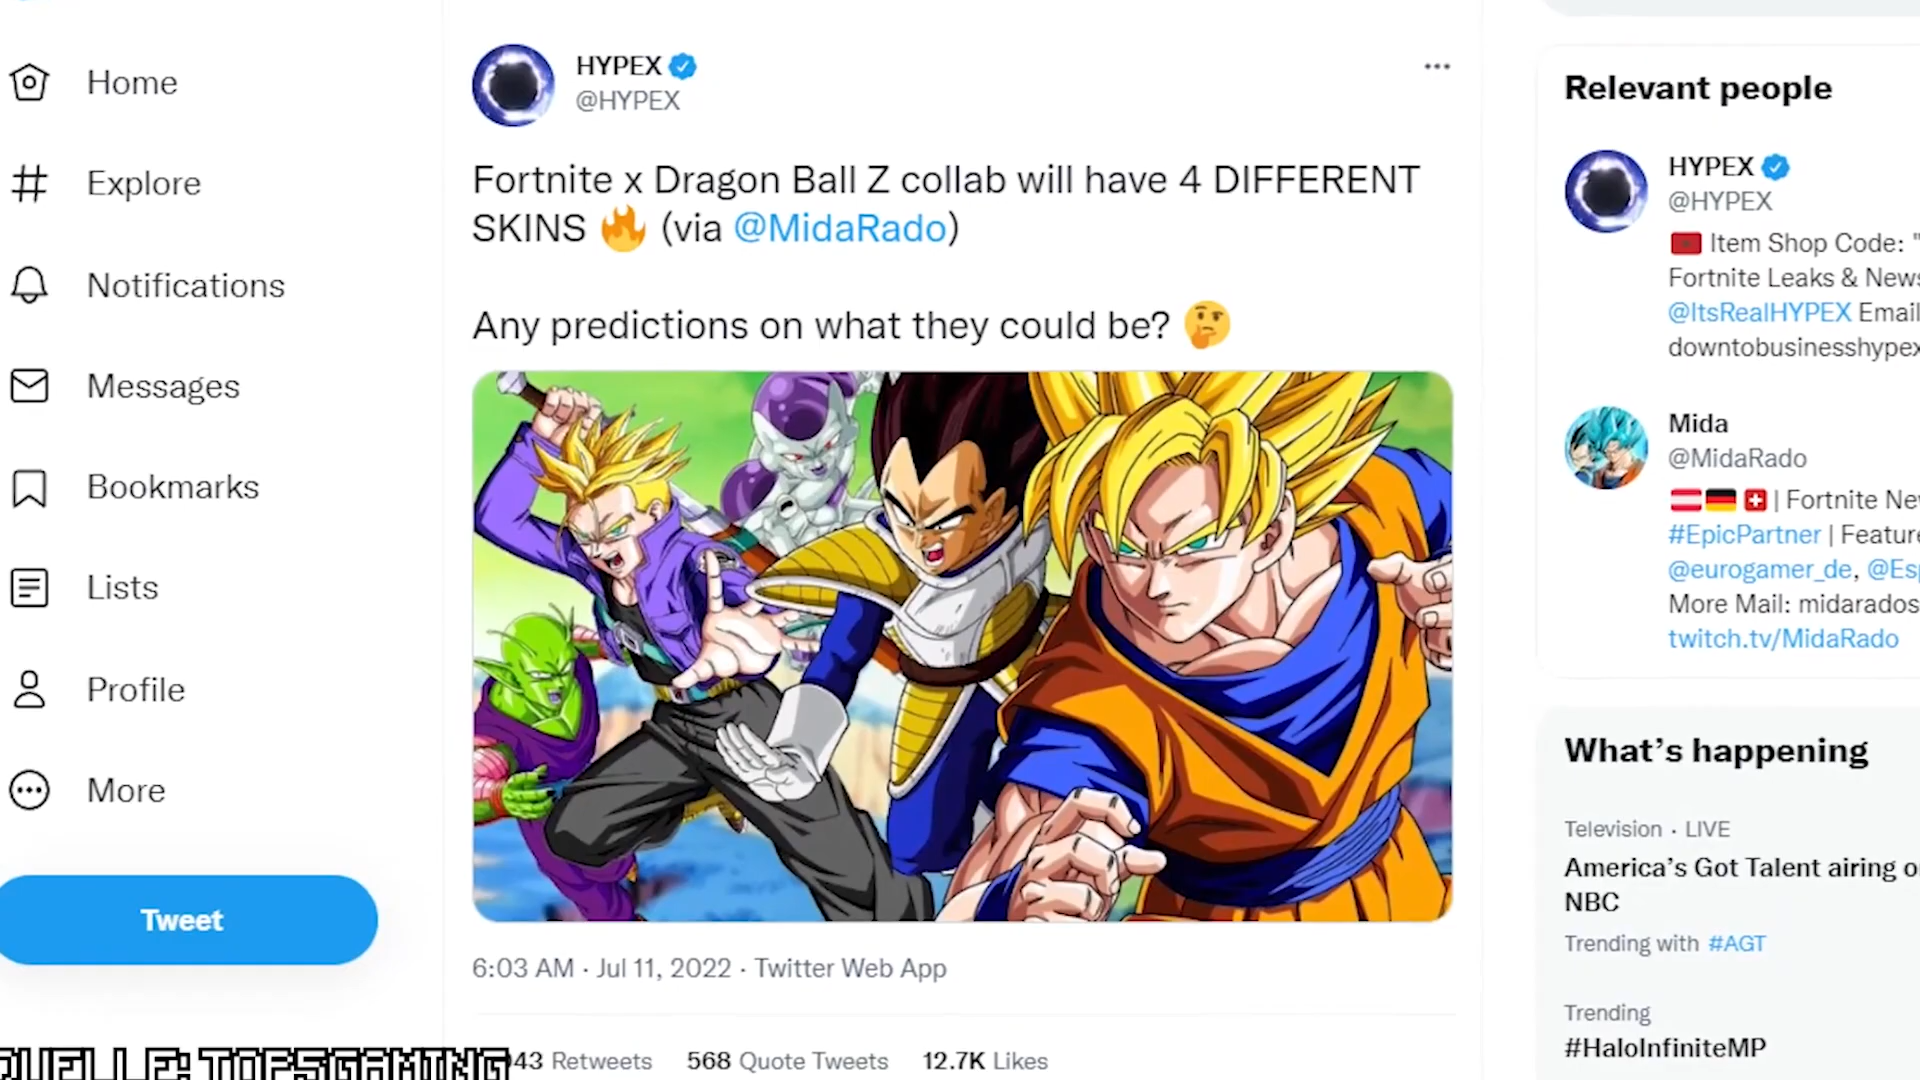 Home
Explore
Notifications
Messages
Bookmarks
Lists
Profile
More
Tweet
HYPEX
@HYPEX
Fortnite x Dragon Ball Z collab will have 4 DIFFERENT
SKINS 🔥 (via @MidaRado)
Any predictions on what they could be? 🤔
6:03 AM · Jul 11, 2022 · Twitter Web App
43 Retweets 568 Quote Tweets 12.7K Likes
QUELLE: TOP5GAMING
Relevant people
HYPEX
@HYPEX
🇲🇦 Item Shop Code: "
Fortnite Leaks & News
@ItsRealHYPEX Email
downtobusinesshypex
Mida
@MidaRado
🇦🇹🇩🇪🇨🇭 | Fortnite Ne
#EpicPartner | Feature
@eurogamer_de, @Es
More Mail: midarados
twitch.tv/MidaRado
What's happening
Television · LIVE
America's Got Talent airing o
NBC
Trending with #AGT
Trending
#HaloInfiniteMP